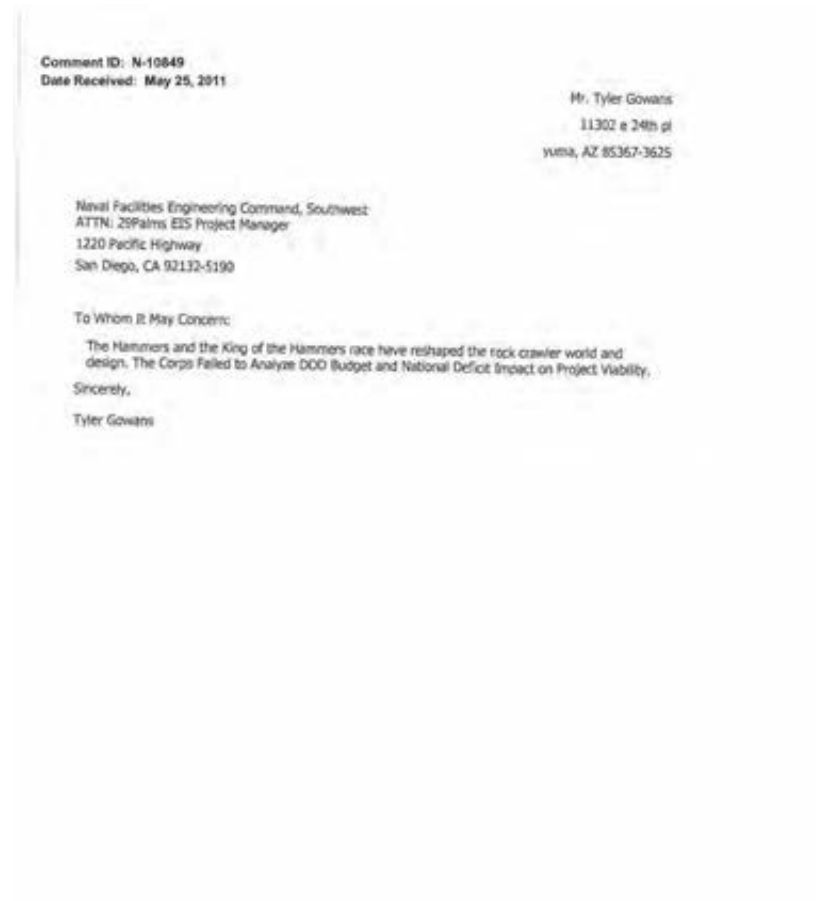 Comment ID: N-10849
Date Received: May 25, 2011
Mr. Tyler Gowans
11302 e 24th pl
yuma, AZ 85367-3625
Naval Facilities Engineering Command, Southwest
ATTN: 29Palms EIS Project Manager
1220 Pacific Highway
San Diego, CA 92132-5190
To Whom It May Concern:
The Hammers and the King of the Hammers race have reshaped the rock crawler world and
design. The Corps Failed to Analyze DOD Budget and National Deficit Impact on Project Viability.
Sincerely,
Tyler Gowans